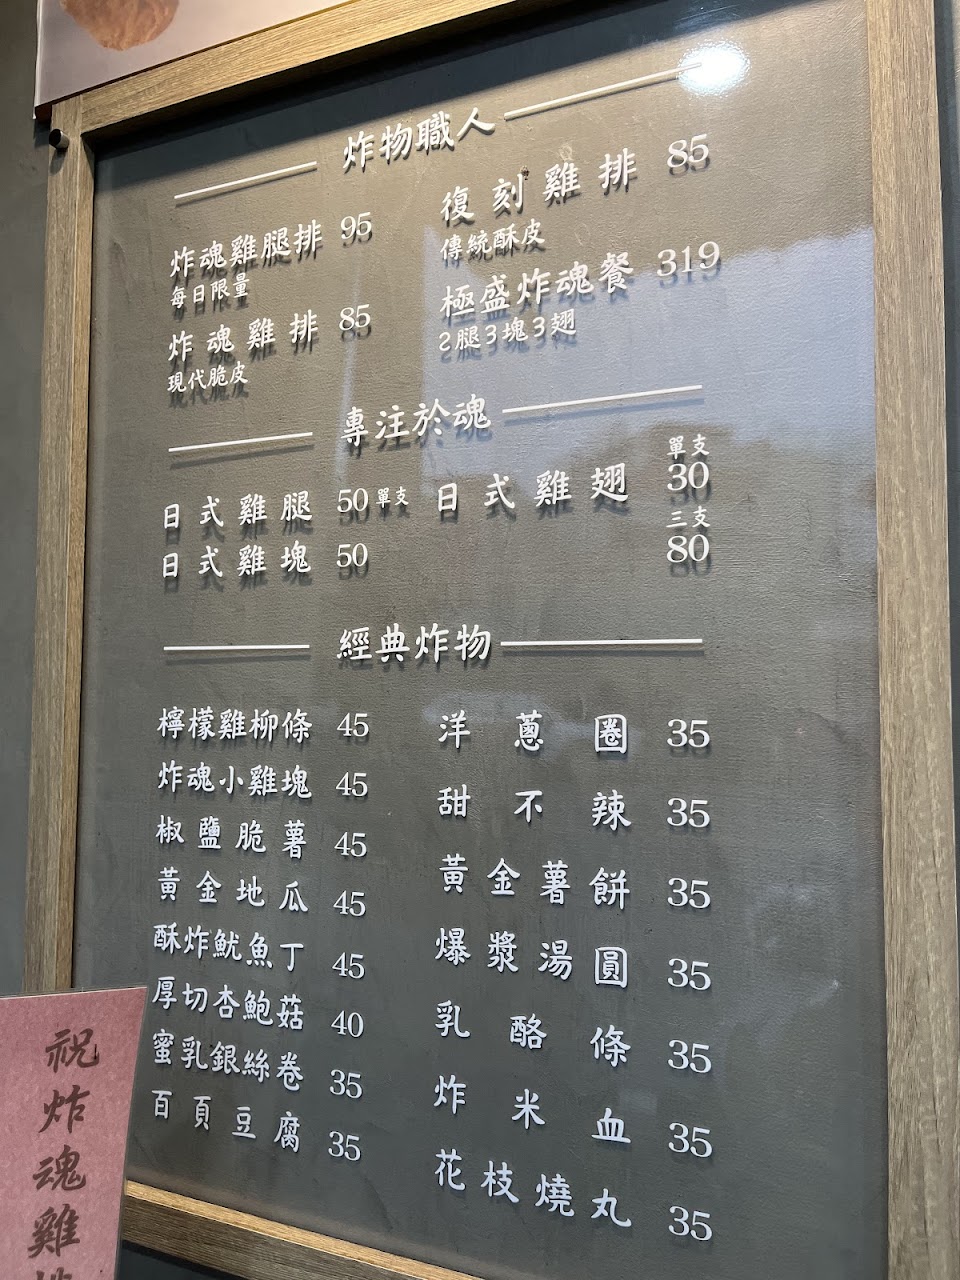 炸物職人
炸魂雞腿排 95
每日限量
炸魂雞排 85
現代脆皮
復刻雞排 85
傳統酥皮
極盛炸魂餐 319
2腿3塊3翅
專注於魂
日式雞腿 50 單支
日式雞塊 50
日式雞翅
單支
30
三支
80
經典炸物
檸檬雞柳條 45
炸魂小雞塊 45
椒鹽脆薯 45
黃金地瓜 45
酥炸魷魚丁 45
厚切杏鮑菇 40
蜜乳銀絲卷 35
百頁豆腐 35
洋蔥圈 35
甜不辣 35
黃金薯餅 35
爆漿湯圓 35
乳酪條 35
炸米血 35
花枝燒丸 35
祝炸魂雞